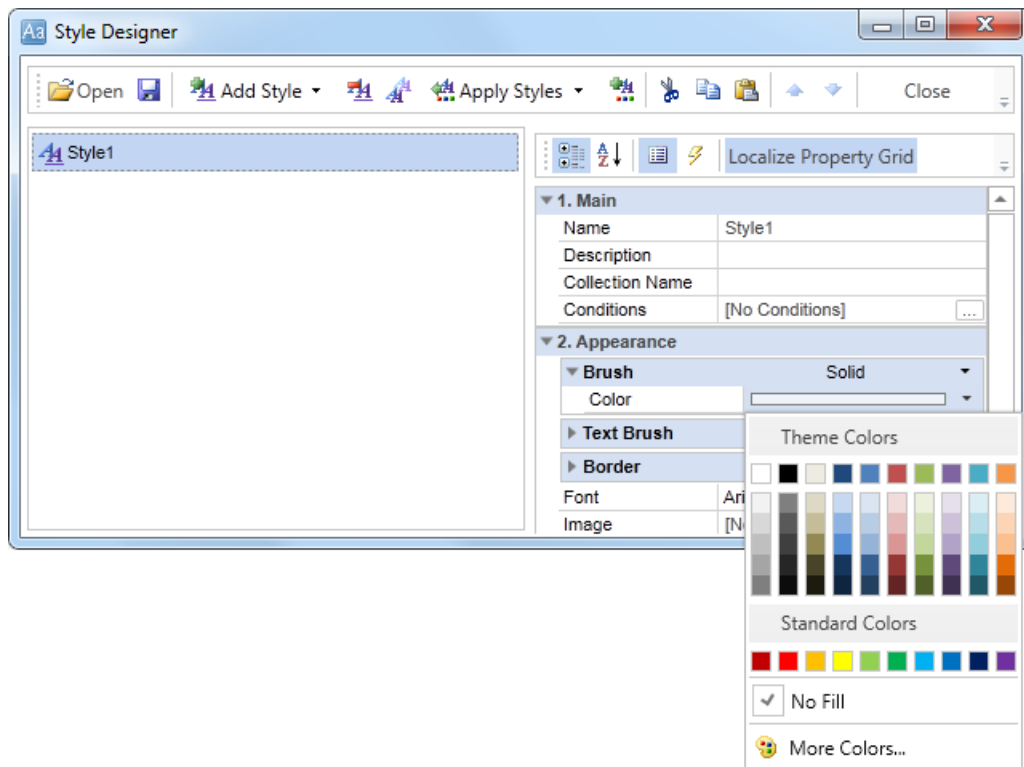 Aa Style Designer
Open Add Style Apply Styles Close
Style1
A Z Localize Property Grid
1. Main
Name Style1
Description
Collection Name
Conditions [No Conditions] ...
2. Appearance
Brush Solid
Color
Text Brush
Border
Font Ari
Image [N
Theme Colors
Standard Colors
No Fill
More Colors...